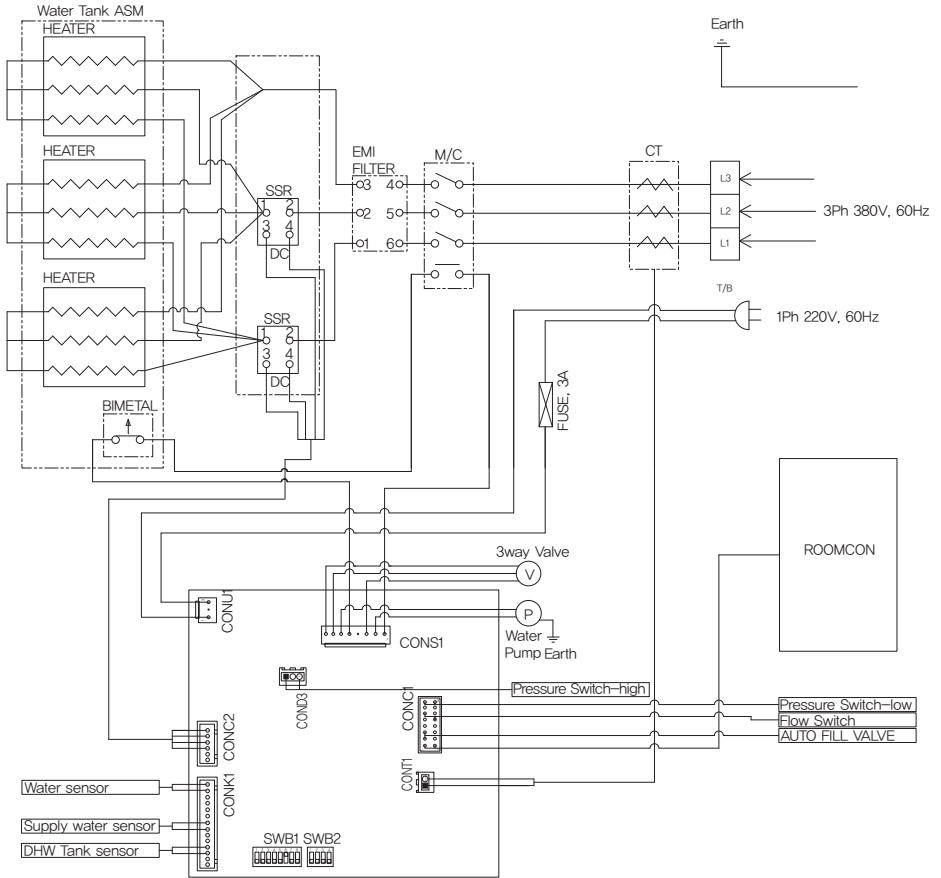 Water Tank ASM
HEATER
Earth
HEATER
EMI
FILTER
M/C
CT
3 4
2 5
1 6
L3
L2
L1
3Ph 380V, 60Hz
SSR
1 2
3 4
DC
HEATER
T/B
1Ph 220V, 60Hz
SSR
1 2
3 4
DC
FUSE, 3A
BIMETAL
ROOMCON
3way Valve
V
CONU1
P
Water
Pump Earth
CONS1
COND3
Pressure Switch-high
CONC1
Pressure Switch-low
Flow Switch
AUTO FILL VALVE
CONC2
CONT1
CONK1
Water sensor
Supply water sensor
DHW Tank sensor
SWB1 SWB2